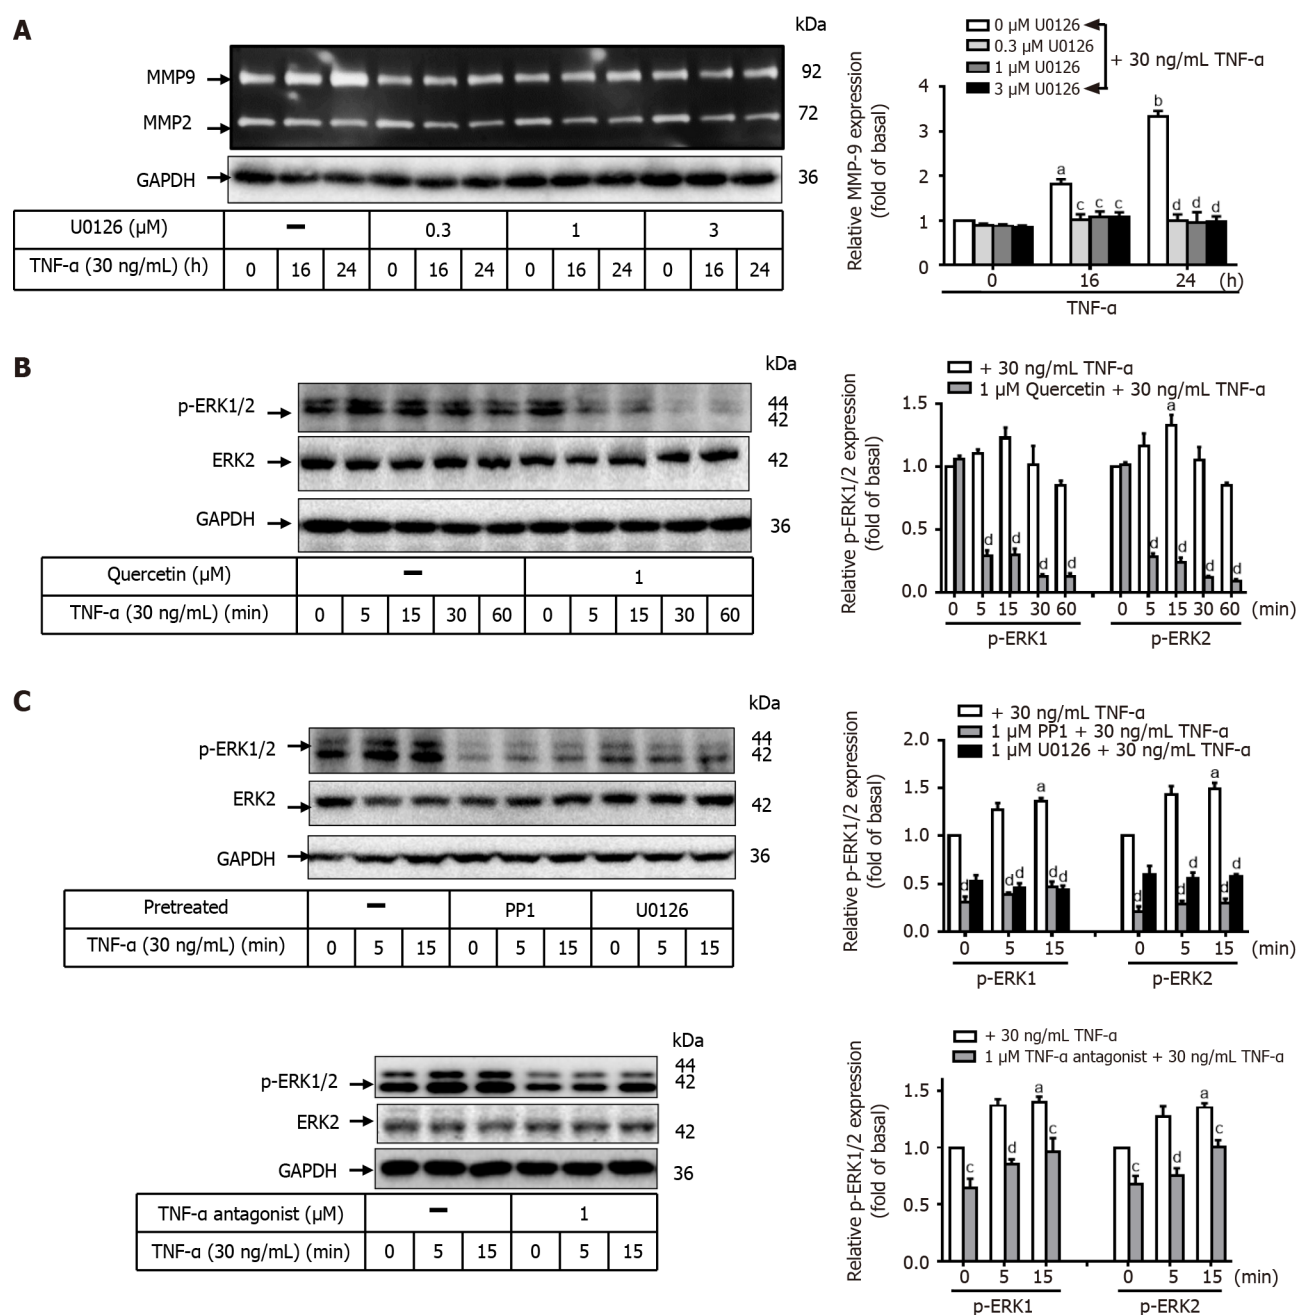 A
kDa
MMP9
92
MMP2
72
GAPDH
36
U0126 (µM) – 0.3 1 3
TNF-ɑ (30 ng/mL) (h) 0 16 24 0 16 24 0 16 24 0 16 24
0 µM U0126
0.3 µM U0126
1 µM U0126
3 µM U0126
+ 30 ng/mL TNF-ɑ
Relative MMP-9 expression
(fold of basal)
4
3
2
1
0
a
c c c
b
d d d
0 16 24 (h)
TNF-ɑ
B
kDa
p-ERK1/2
44
42
ERK2
42
GAPDH
36
Quercetin (µM) – 1
TNF-ɑ (30 ng/mL) (min) 0 5 15 30 60 0 5 15 30 60
+ 30 ng/mL TNF-ɑ
1 µM Quercetin + 30 ng/mL TNF-ɑ
Relative p-ERK1/2 expression
(fold of basal)
1.5
1.0
0.5
0.0
d d d d
a
d d d d
0 5 15 30 60 0 5 15 30 60 (min)
p-ERK1 p-ERK2
C
kDa
p-ERK1/2
44
42
ERK2
42
GAPDH
36
Pretreated – PP1 U0126
TNF-ɑ (30 ng/mL) (min) 0 5 15 0 5 15 0 5 15
+ 30 ng/mL TNF-ɑ
1 µM PP1 + 30 ng/mL TNF-ɑ
1 µM U0126 + 30 ng/mL TNF-ɑ
Relative p-ERK1/2 expression
(fold of basal)
2.0
1.5
1.0
0.5
0.0
a
d d d d d
a
d d d d d
0 5 15 0 5 15 (min)
p-ERK1 p-ERK2
kDa
p-ERK1/2
44
42
ERK2
42
GAPDH
36
TNF-ɑ antagonist (µM) – 1
TNF-ɑ (30 ng/mL) (min) 0 5 15 0 5 15
+ 30 ng/mL TNF-ɑ
1 µM TNF-ɑ antagonist + 30 ng/mL TNF-ɑ
Relative p-ERK1/2 expression
(fold of basal)
1.5
1.0
0.5
0.0
c d a c
c d a c
0 5 15 0 5 15 (min)
p-ERK1 p-ERK2